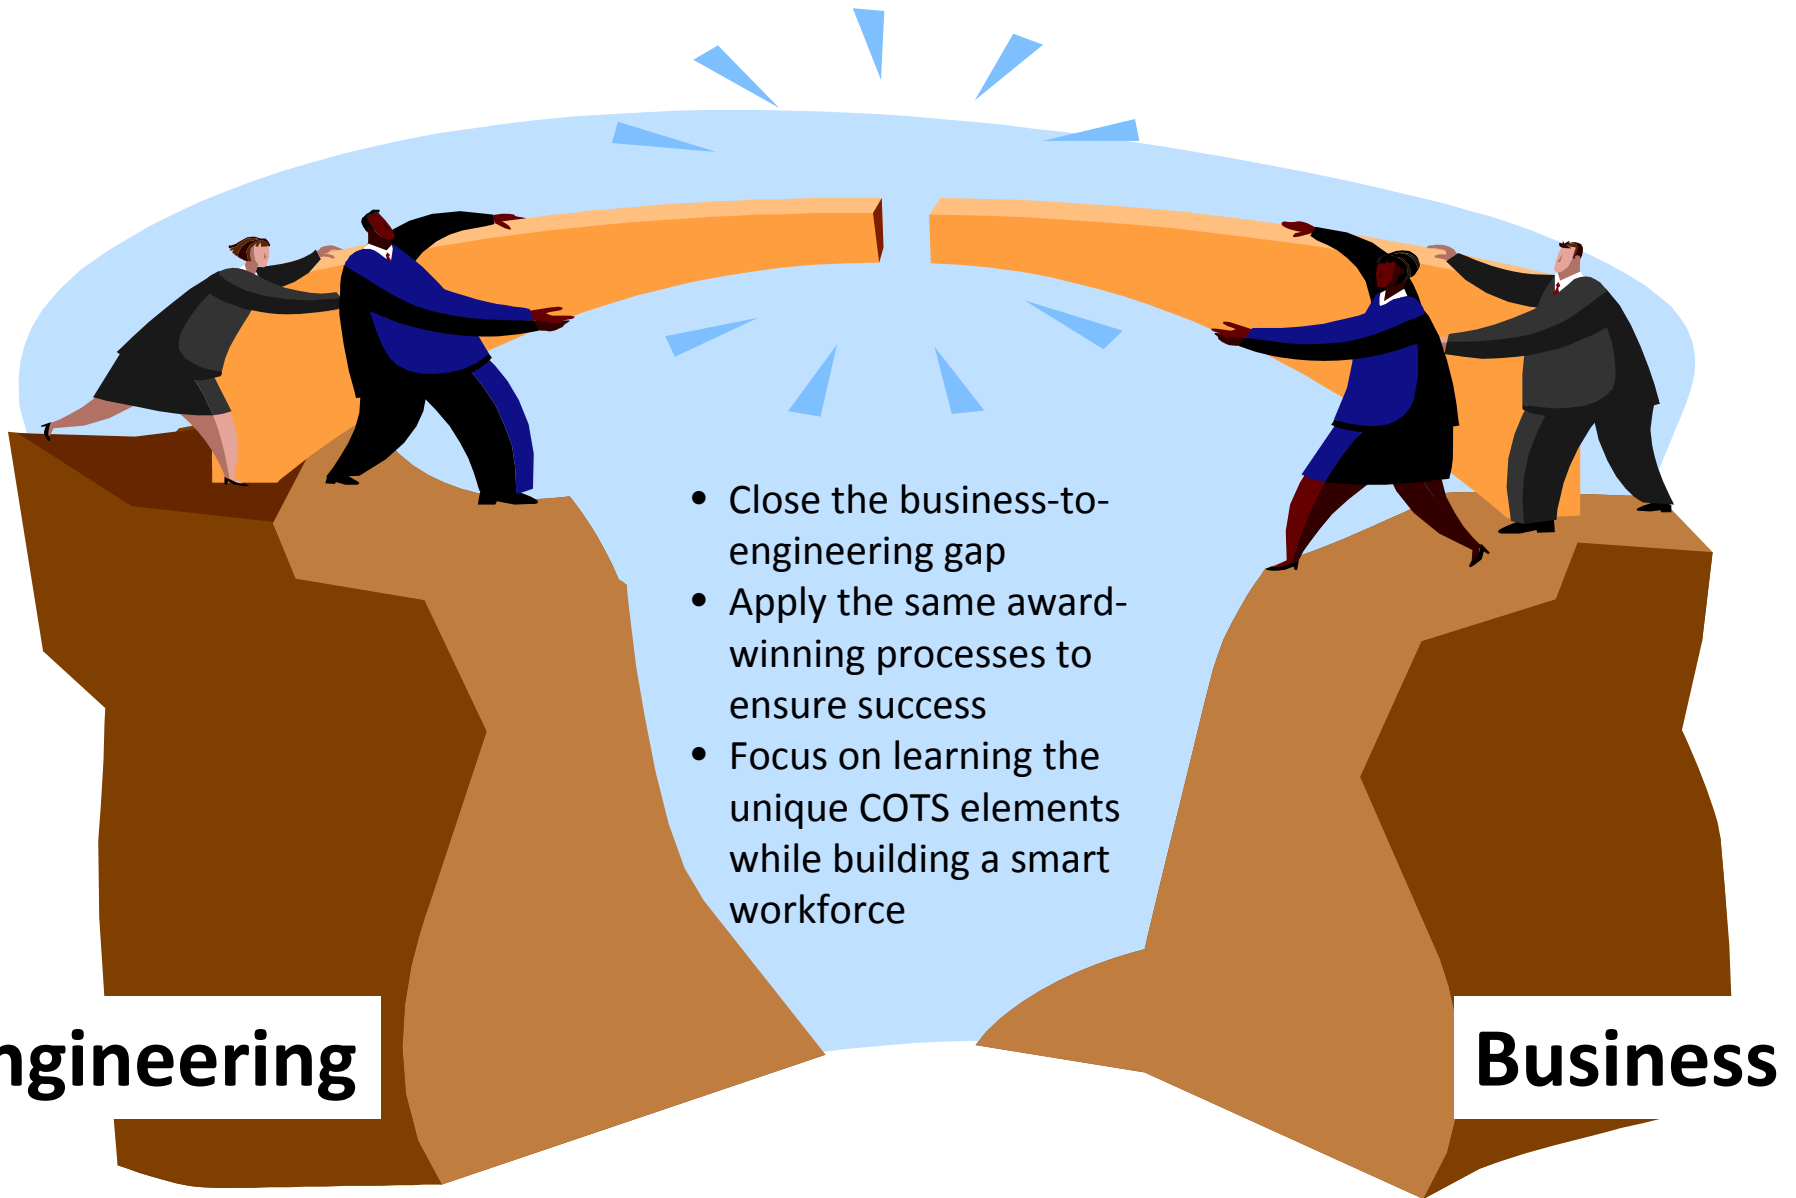 • Close the business-to-
engineering gap
• Apply the same award-
winning processes to
ensure success
• Focus on learning the
unique COTS elements
while building a smart
workforce
ngineering
Business